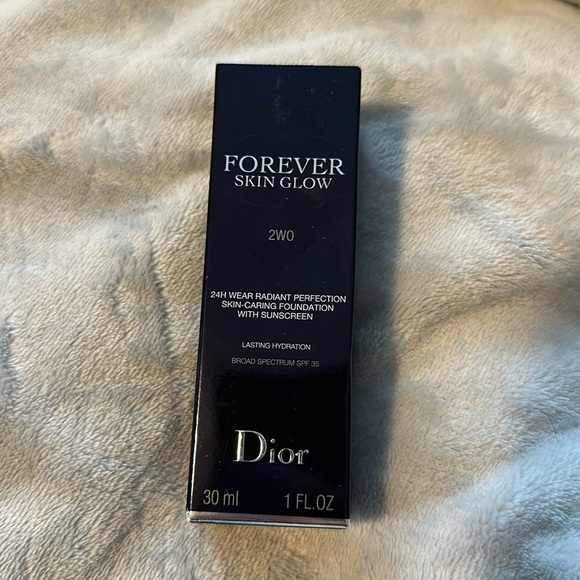 FOREVER
SKIN GLOW
2WO
24H WEAR RADIANT PERFECTION
SKIN-CARING FOUNDATION
WITH SUNSCREEN
LASTING HYDRATION
BROAD SPECTRUM SPF 35
Dior
30 ml 1 FL.OZ